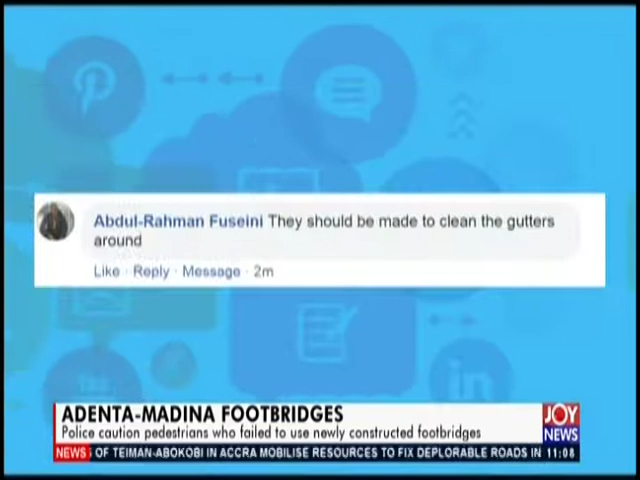 Abdul-Rahman Fuseini They should be made to clean the gutters
around
Like · Reply · Message · 2m
in
ADENTA-MADINA FOOTBRIDGES
Police caution pedestrians who failed to use newly constructed footbridges
JOY
NEWS
NEWS OF TEIMAN-ABOKOBI IN ACCRA MOBILISE RESOURCES TO FIX DEPLORABLE ROADS IN 11:08